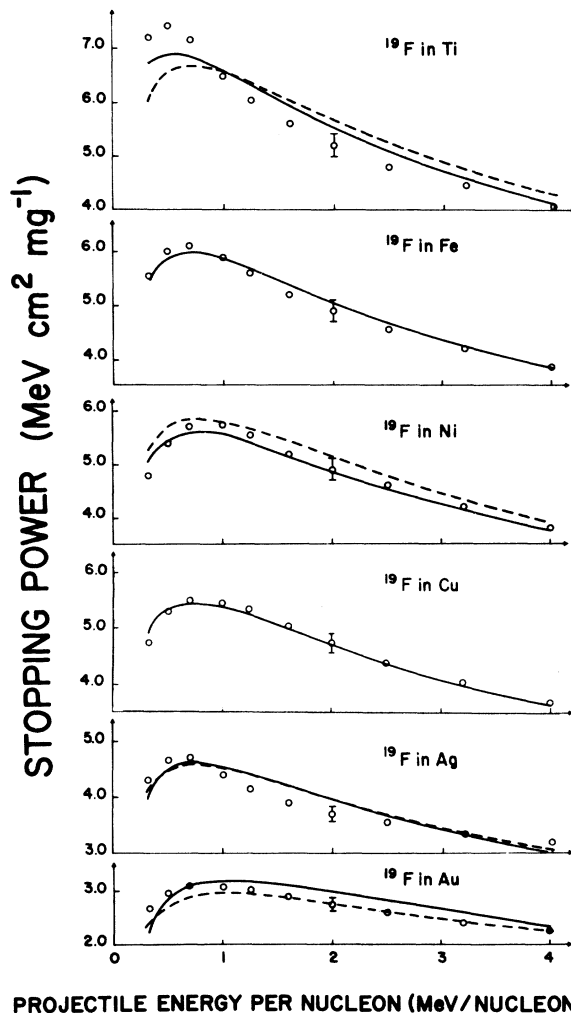 STOPPING POWER (MeV cm² mg⁻¹)
¹⁹F in Ti
7.0
6.0
5.0
4.0
¹⁹F in Fe
6.0
5.0
4.0
¹⁹F in Ni
6.0
5.0
4.0
¹⁹F in Cu
6.0
5.0
4.0
¹⁹F in Ag
5.0
4.0
3.0
¹⁹F in Au
3.0
2.0
0 1 2 3 4
PROJECTILE ENERGY PER NUCLEON (MeV/NUCLEON